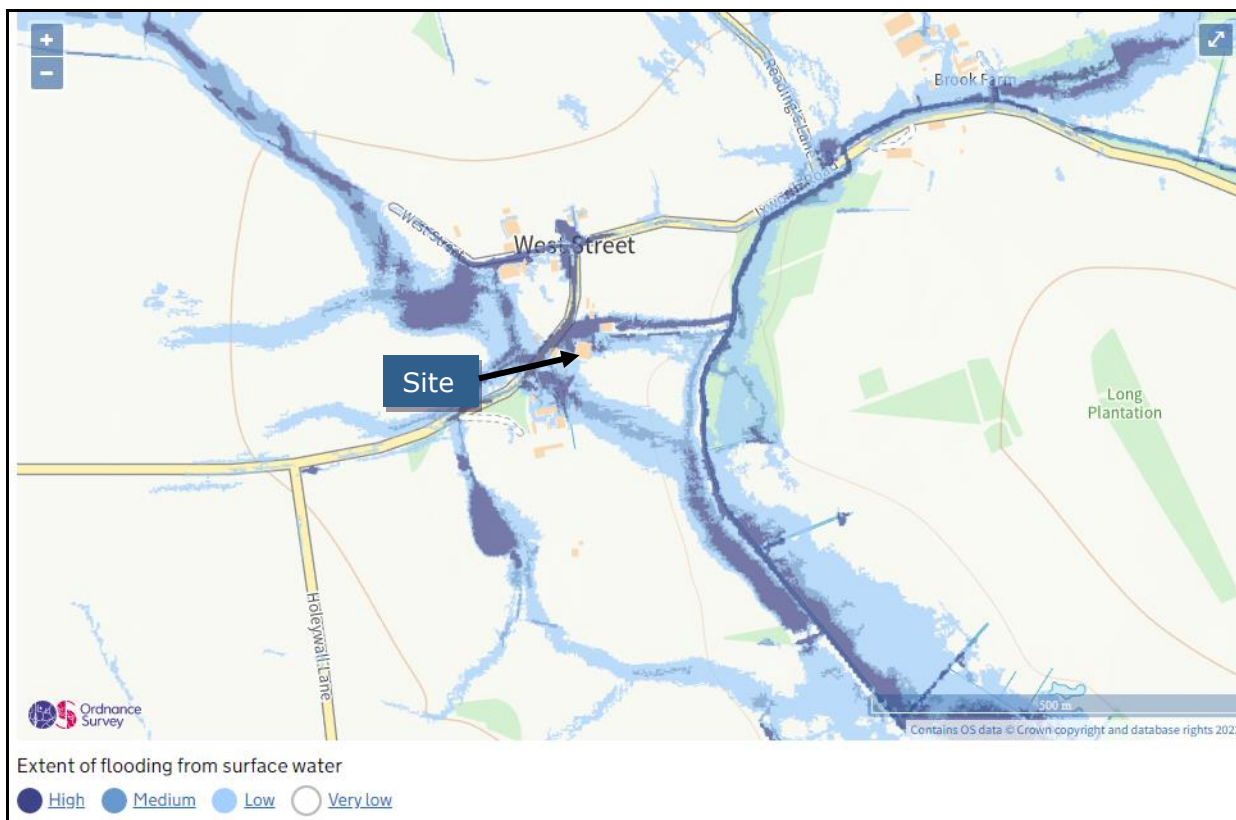 +
−
Reading's Lane
Brook Farm
West Street
West Street
Site
Long
Plantation
Holeywall Lane
Ordnance
Survey
500 m
Contains OS data © Crown copyright and database rights
Extent of flooding from surface water
High Medium Low Very low